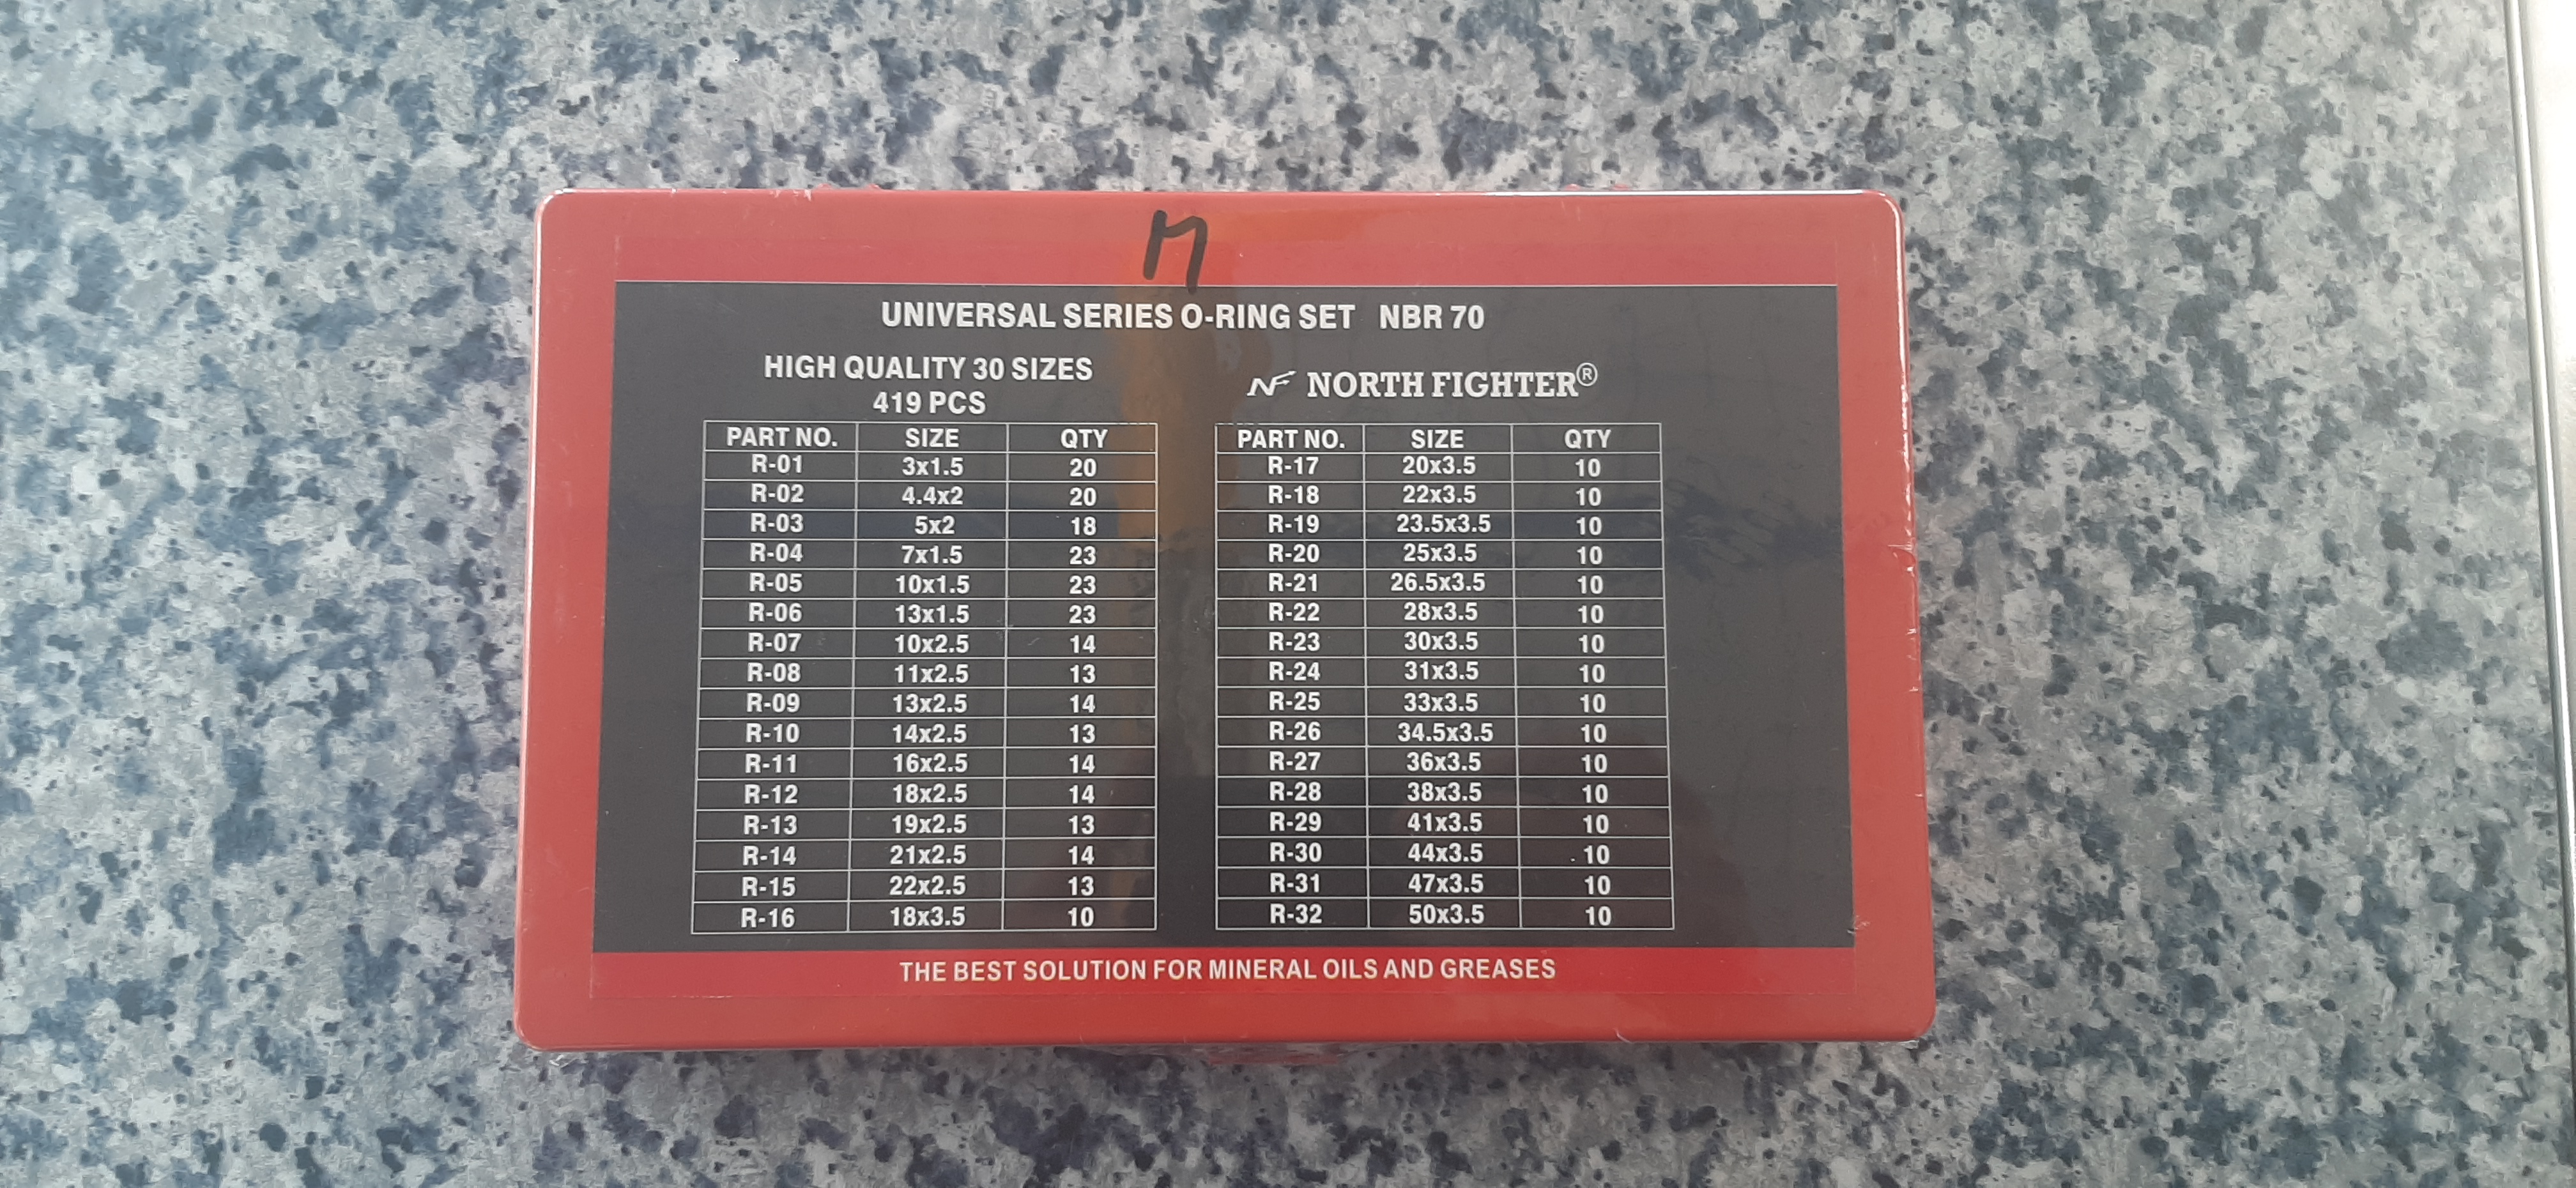 UNIVERSAL SERIES O-RING SET NBR 70
HIGH QUALITY 30 SIZES
419 PCS
NF NORTH FIGHTER®
PART NO. SIZE QTY
R-01 3x1.5 20
R-02 4.4x2 20
R-03 5x2 18
R-04 7x1.5 23
R-05 10x1.5 23
R-06 13x1.5 23
R-07 10x2.5 14
R-08 11x2.5 13
R-09 13x2.5 14
R-10 14x2.5 13
R-11 16x2.5 14
R-12 18x2.5 14
R-13 19x2.5 13
R-14 21x2.5 14
R-15 22x2.5 13
R-16 18x3.5 10
PART NO. SIZE QTY
R-17 20x3.5 10
R-18 22x3.5 10
R-19 23.5x3.5 10
R-20 25x3.5 10
R-21 26.5x3.5 10
R-22 28x3.5 10
R-23 30x3.5 10
R-24 31x3.5 10
R-25 33x3.5 10
R-26 34.5x3.5 10
R-27 36x3.5 10
R-28 38x3.5 10
R-29 41x3.5 10
R-30 44x3.5 10
R-31 47x3.5 10
R-32 50x3.5 10
THE BEST SOLUTION FOR MINERAL OILS AND GREASES